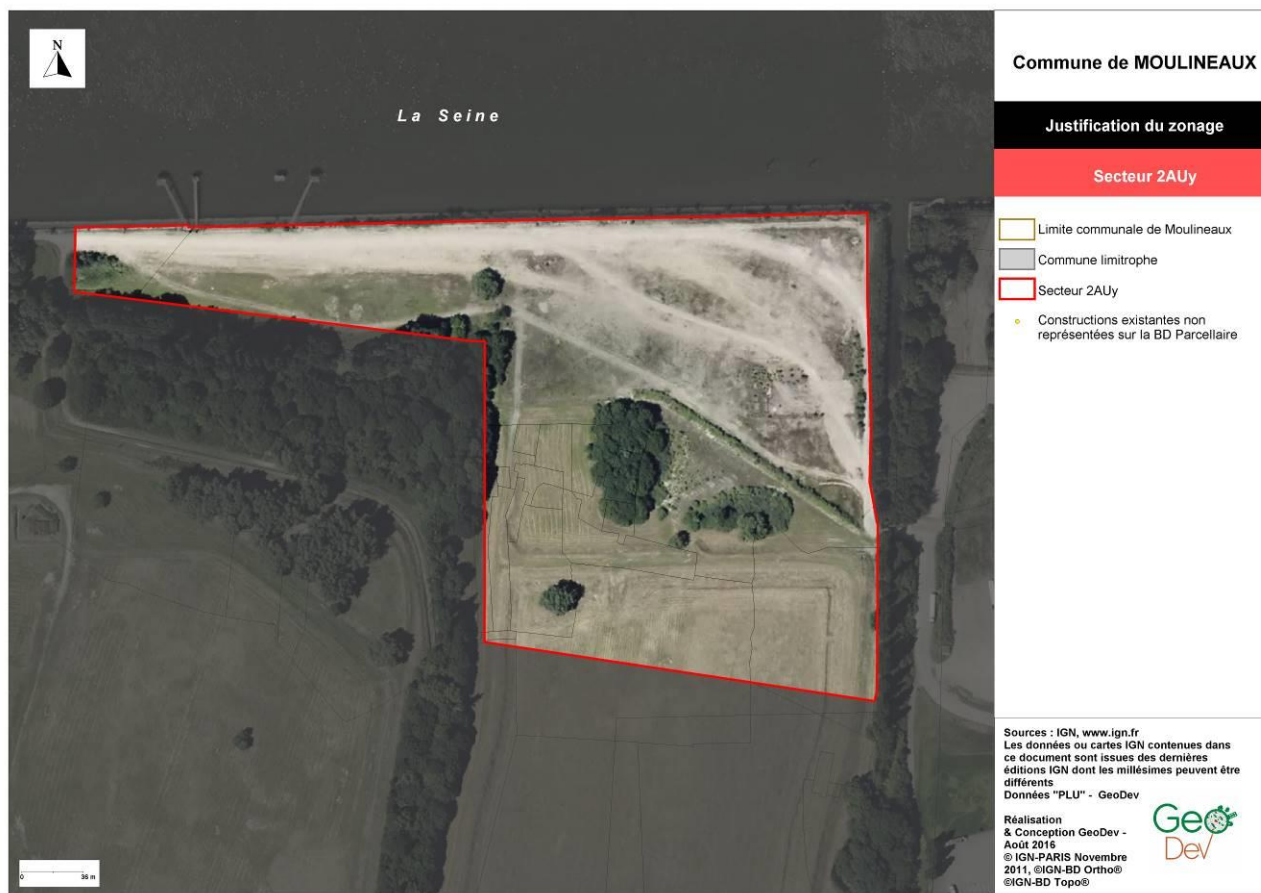 N
La Seine
36 m
Commune de MOULINEAUX
Justification du zonage
Secteur 2AUy
Limite communale de Moulineaux
Commune limitrophe
Secteur 2AUy
Constructions existantes non
représentées sur la BD Parcellaire
Sources : IGN, www.ign.fr
Les données ou cartes IGN contenues dans
ce document sont issues des dernières
éditions IGN dont les millésimes peuvent être
différents
Données "PLU" - GeoDev
Réalisation
& Conception GeoDev -
Août 2016
© IGN-PARIS Novembre
2011, ©IGN-BD Ortho®
©IGN-BD Topo®
Geo
Dev